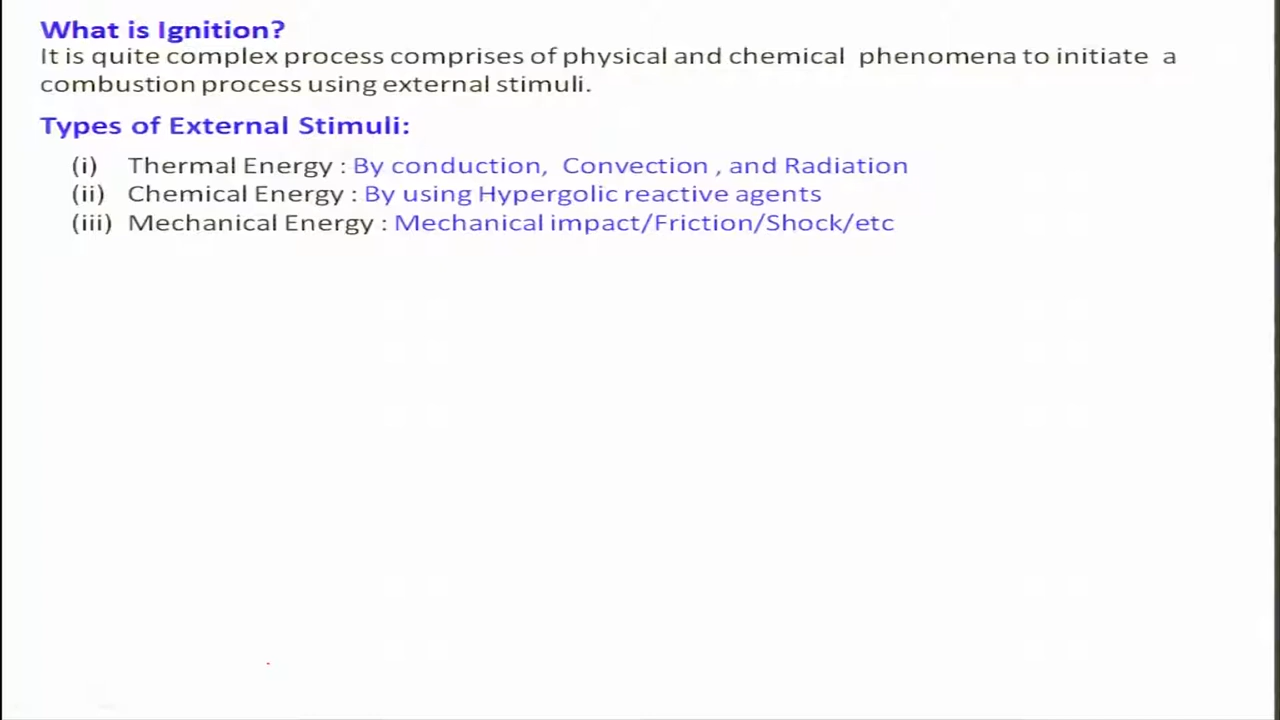 What is Ignition?
It is quite complex process comprises of physical and chemical phenomena to initiate a
combustion process using external stimuli.
Types of External Stimuli:
(i) Thermal Energy : By conduction, Convection , and Radiation
(ii) Chemical Energy : By using Hypergolic reactive agents
(iii) Mechanical Energy : Mechanical impact/Friction/Shock/etc